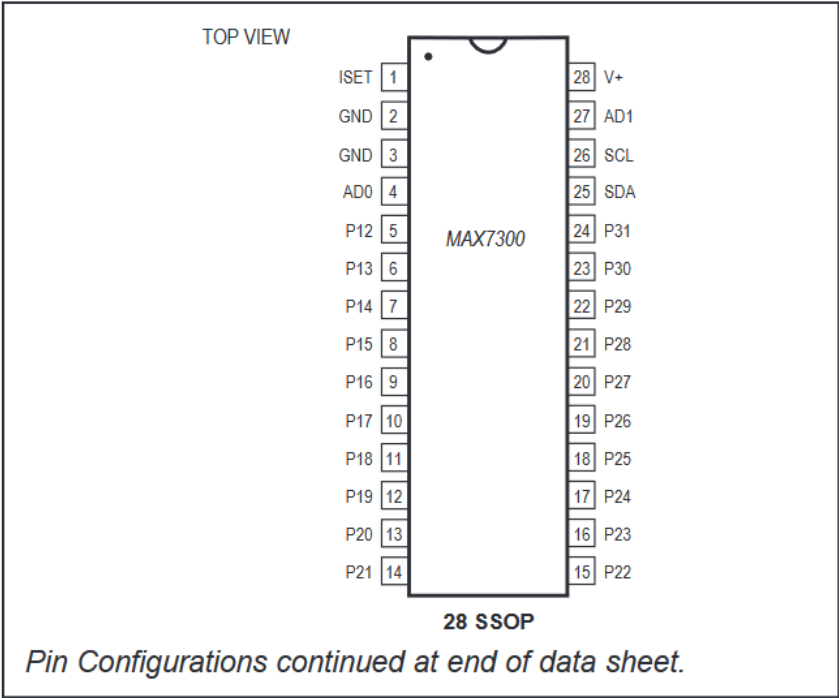 TOP VIEW
ISET 1 28 V+
GND 2 27 AD1
GND 3 26 SCL
AD0 4 25 SDA
P12 5 24 P31
MAX7300
P13 6 23 P30
P14 7 22 P29
P15 8 21 P28
P16 9 20 P27
P17 10 19 P26
P18 11 18 P25
P19 12 17 P24
P20 13 16 P23
P21 14 15 P22
28 SSOP
Pin Configurations continued at end of data sheet.